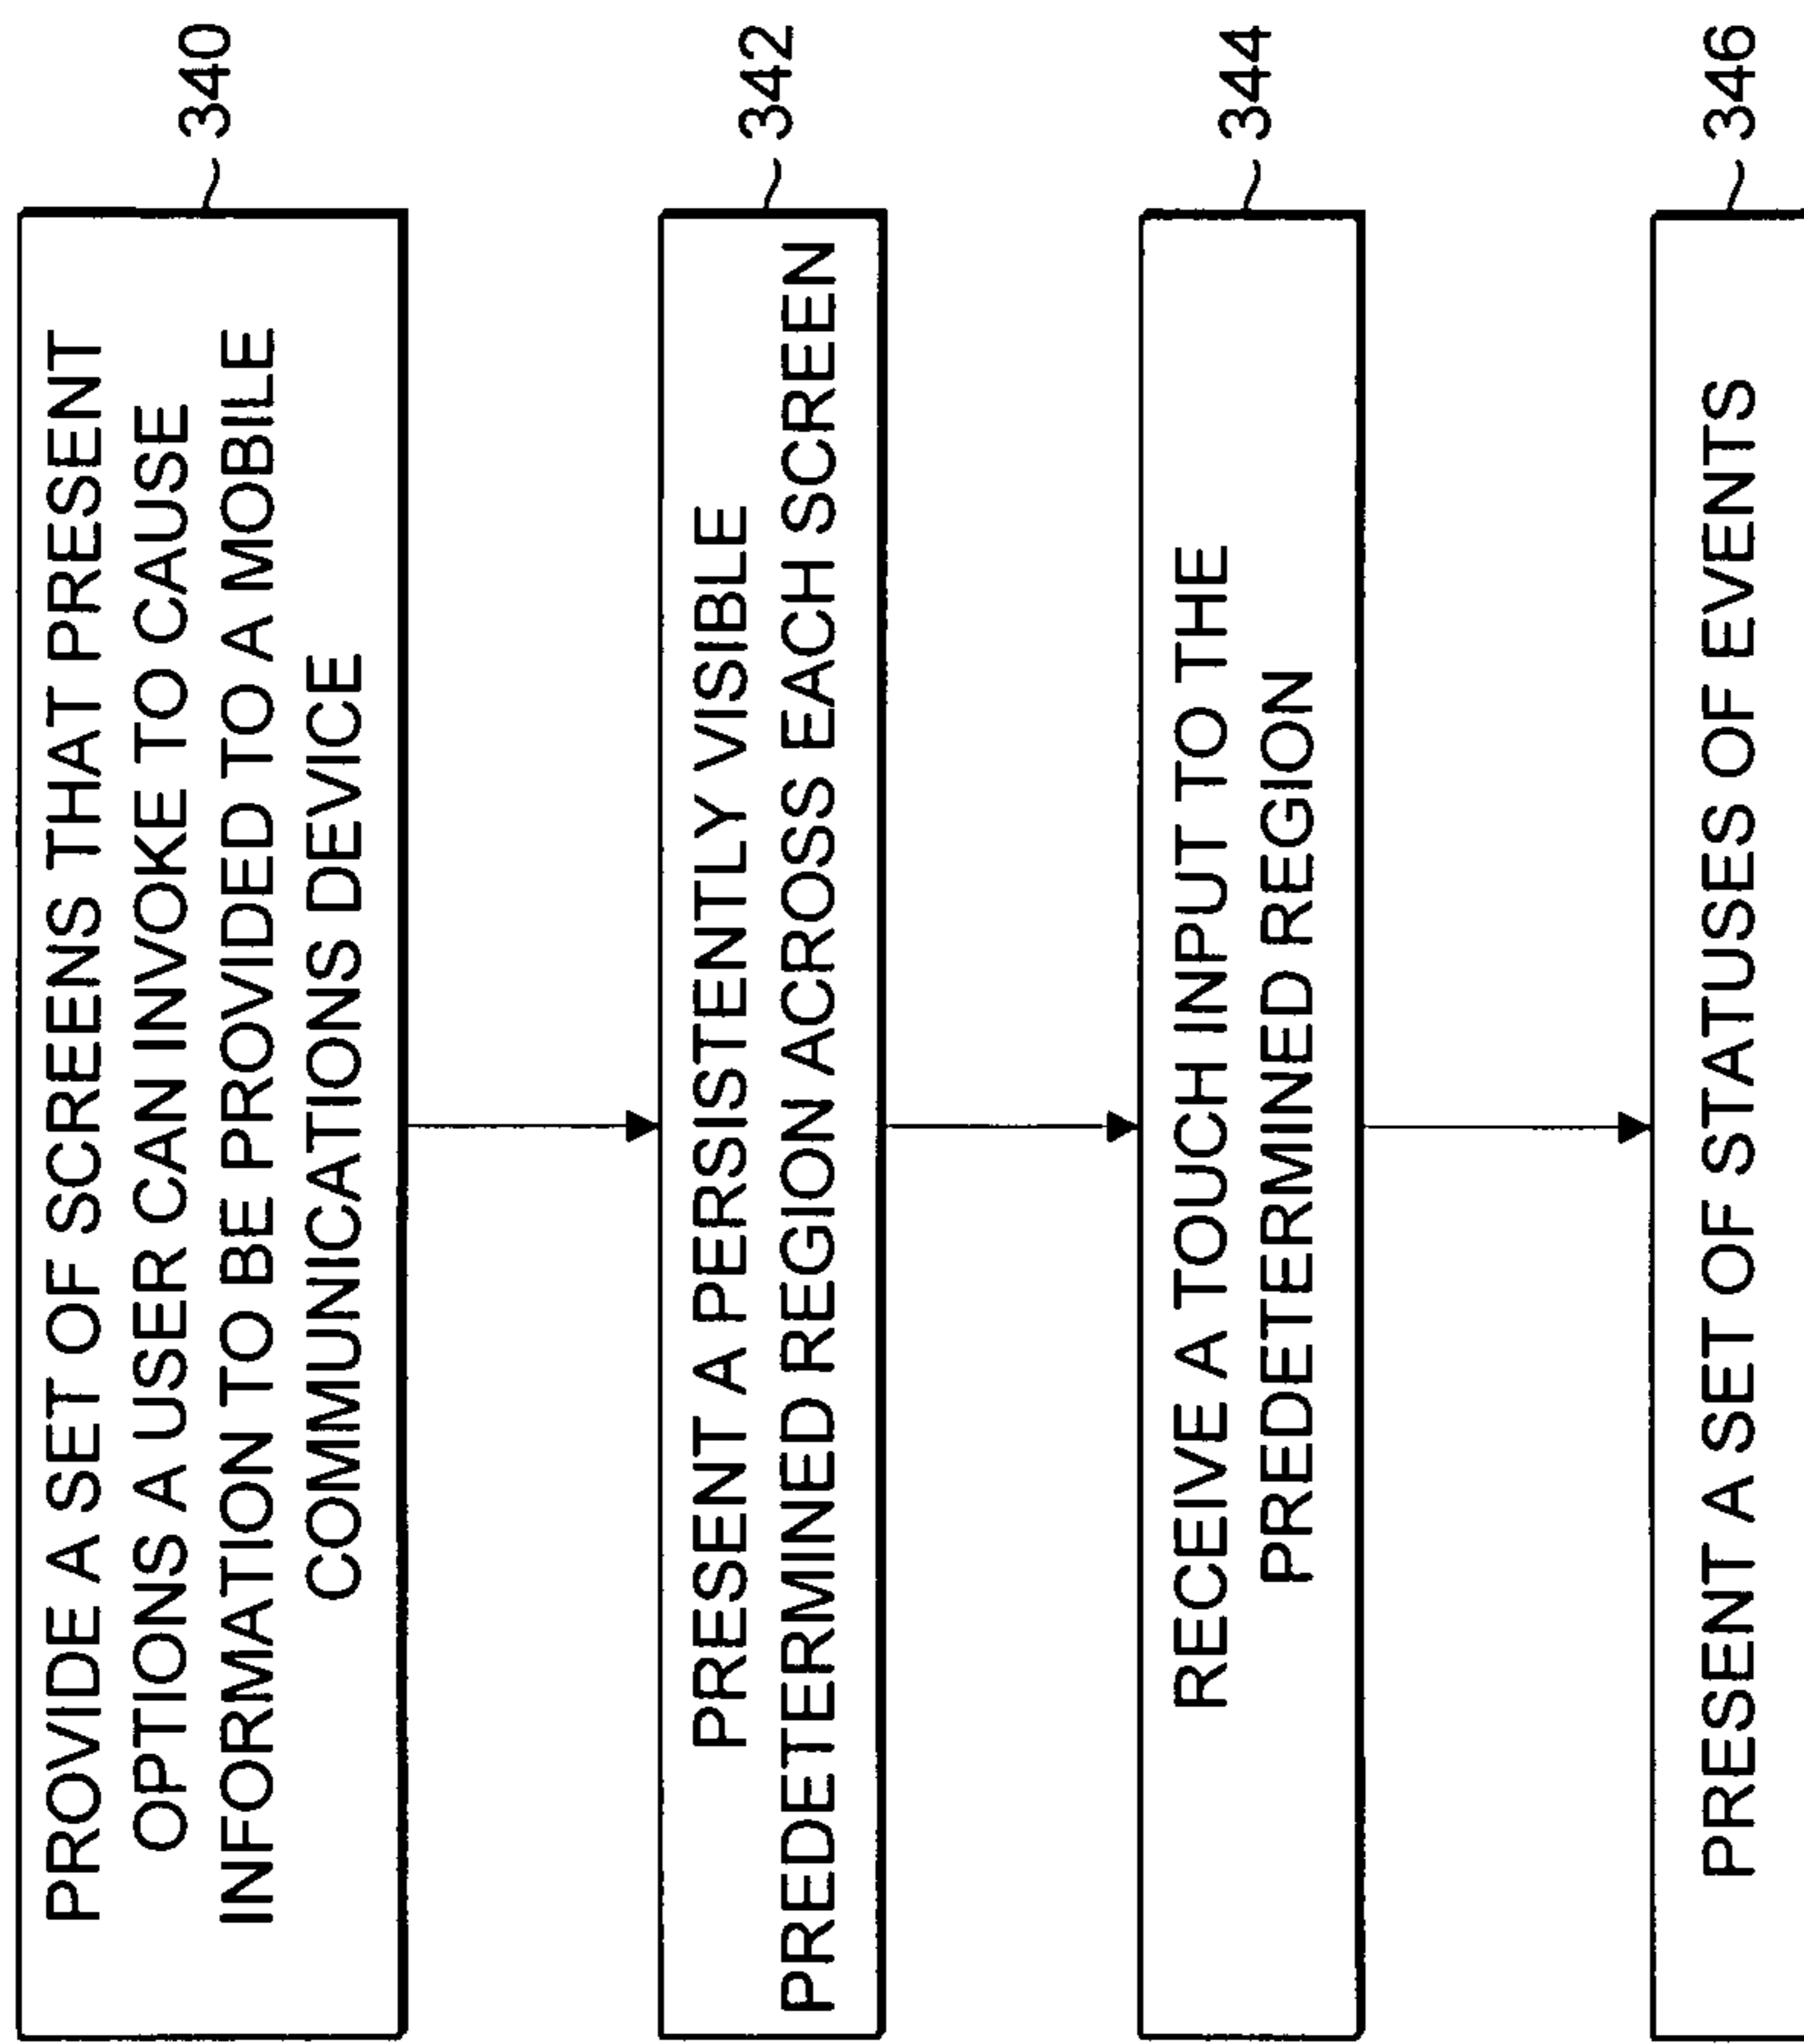 PROVIDE A SET OF SCREENS THAT PRESENT
OPTIONS A USER CAN INVOKE TO CAUSE
INFORMATION TO BE PROVIDED TO A MOBILE
COMMUNICATIONS DEVICE
340
PRESENT A PERSISTENTLY VISIBLE
PREDETERMINED REGION ACROSS EACH SCREEN
342
RECEIVE A TOUCH INPUT TO THE
PREDETERMINED REGION
344
PRESENT A SET OF STATUSES OF EVENTS
346